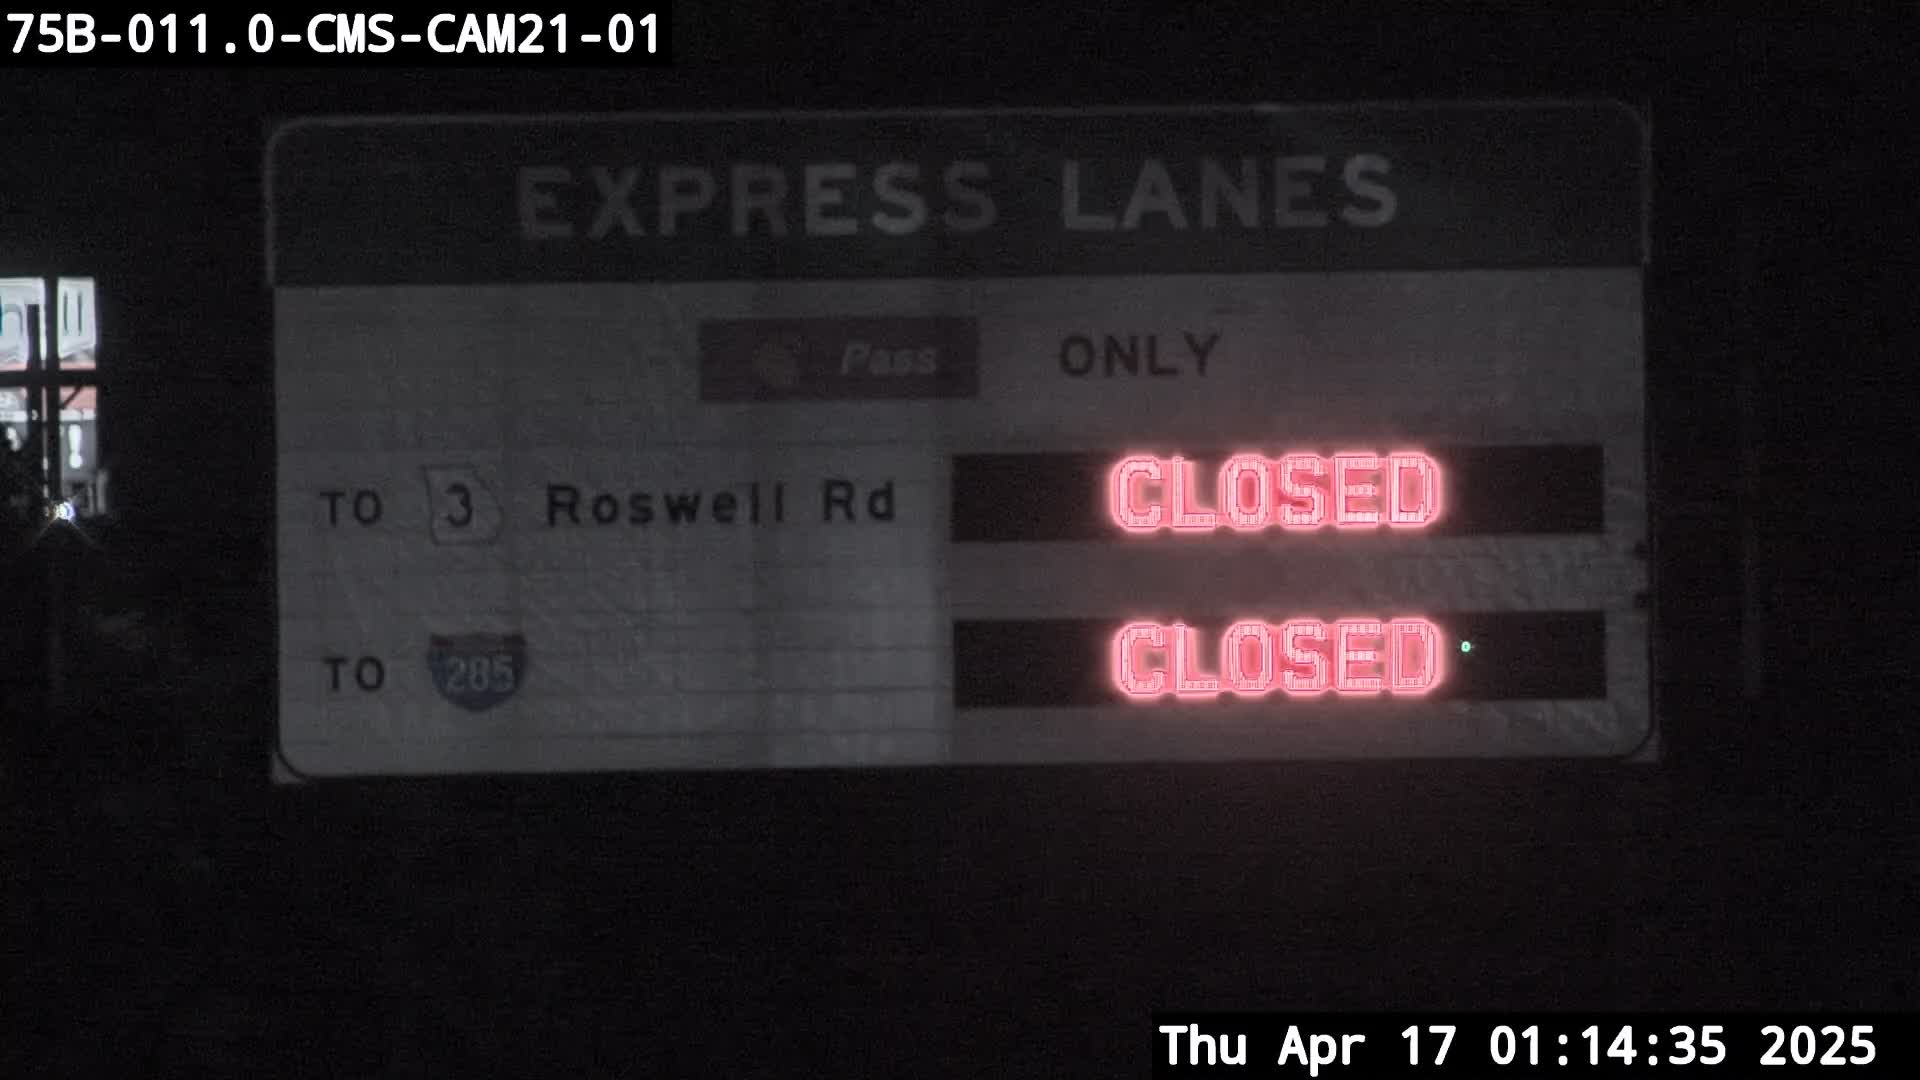 75B-011.0-CMS-CAM21-01
EXPRESS LANES
Pass ONLY
TO 3 Roswell Rd CLOSED
TO 285 CLOSED
Thu Apr 17 01:14:35 2025